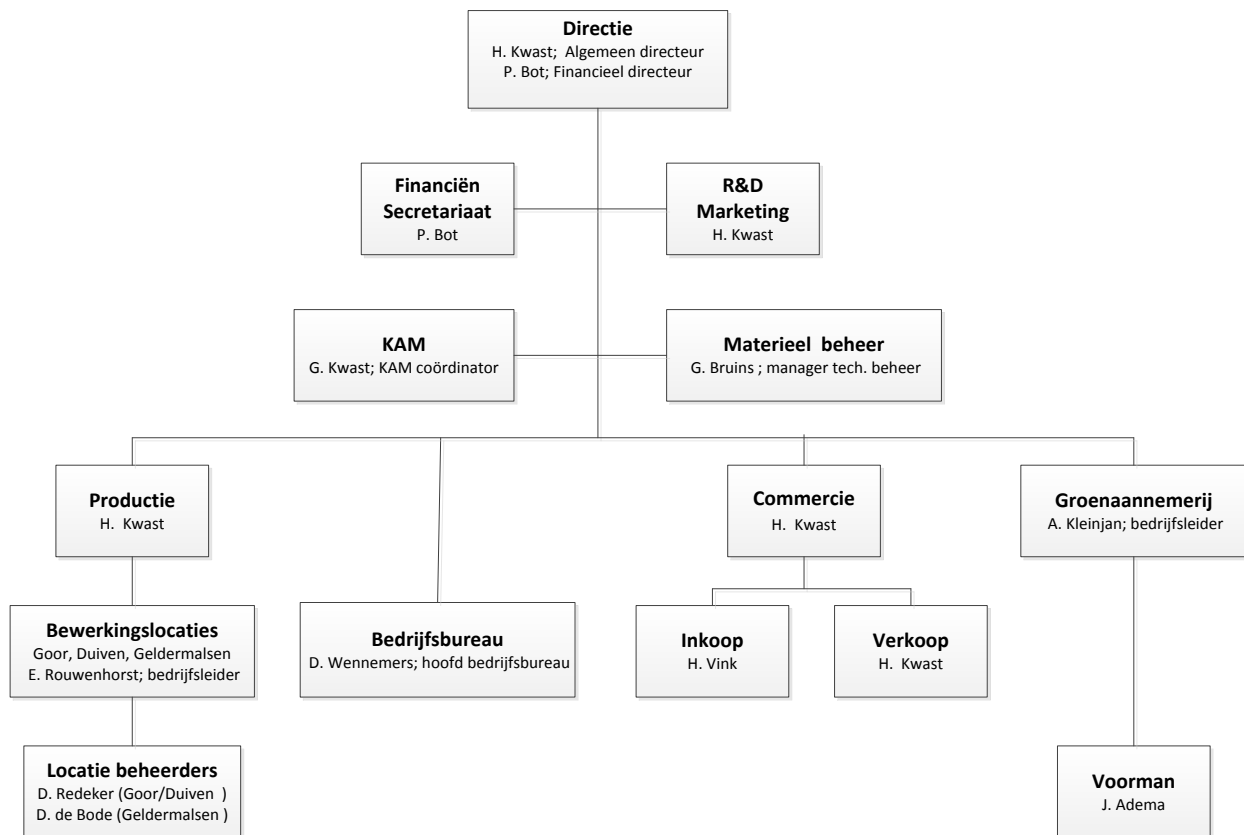 Directie
H. Kwast; Algemeen directeur
P. Bot; Financieel directeur
Financiën
Secretariaat
P. Bot
R&D
Marketing
H. Kwast
KAM
G. Kwast; KAM coördinator
Materieel beheer
G. Bruins ; manager tech. beheer
Productie
H. Kwast
Commercie
H. Kwast
Groenaannemerij
A. Kleinjan; bedrijfsleider
Bewerkingslocaties
Goor, Duiven, Geldermalsen
E. Rouwenhorst; bedrijfsleider
Bedrijfsbureau
D. Wennemers; hoofd bedrijfsbureau
Inkoop
H. Vink
Verkoop
H. Kwast
Locatie beheerders
D. Redeker (Goor/Duiven )
D. de Bode (Geldermalsen )
Voorman
J. Adema